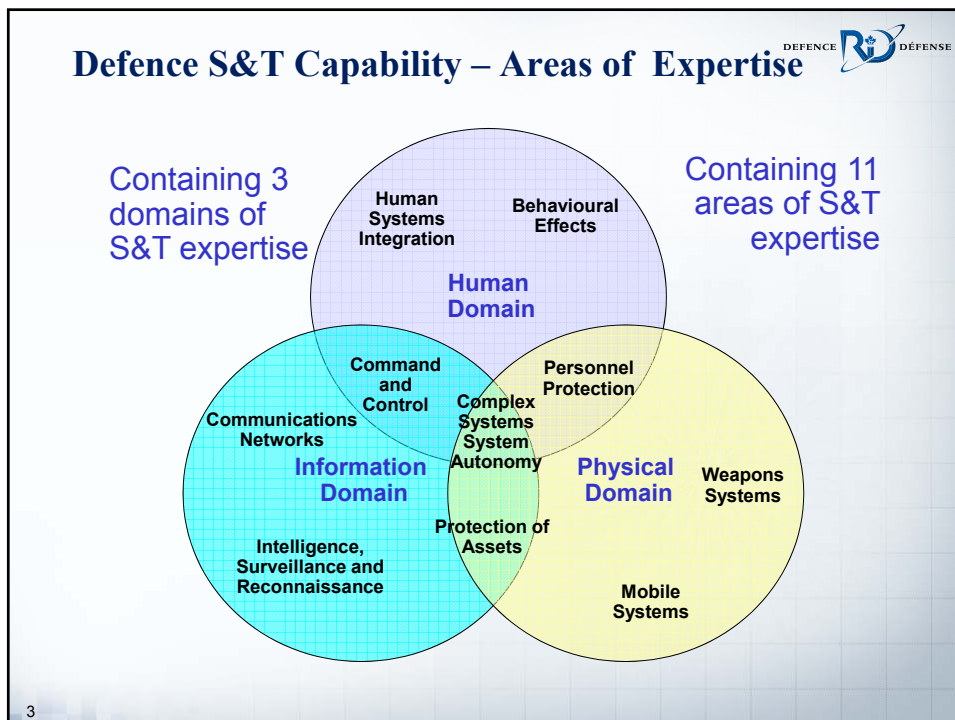 Defence S&T Capability – Areas of Expertise
DEFENCE R&D DÉFENSE
Containing 3
domains of
S&T expertise
Containing 11
areas of S&T
expertise
Human
Systems
Integration
Behavioural
Effects
Human
Domain
Command
and
Control
Personnel
Protection
Communications
Networks
Complex
Systems
System
Autonomy
Information
Domain
Physical
Domain
Weapons
Systems
Protection of
Assets
Intelligence,
Surveillance and
Reconnaissance
Mobile
Systems
3